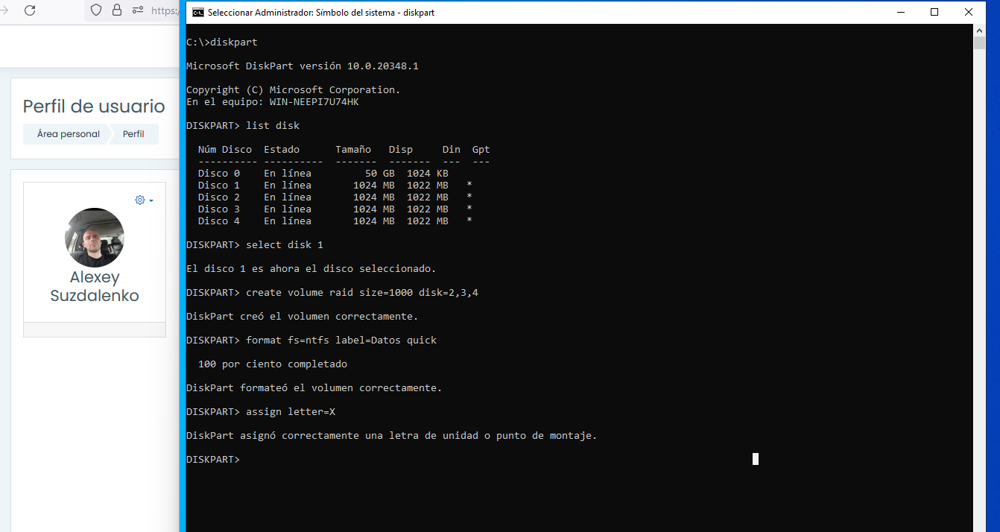 https:/
Perfil de usuario
Área personal
Perfil
Alexey
Suzdalenko
Seleccionar Administrador: Símbolo del sistema - diskpart
C:\>diskpart
Microsoft DiskPart versión 10.0.20348.1
Copyright (C) Microsoft Corporation.
En el equipo: WIN-NEEPI7U74HK
DISKPART> list disk
  Núm Disco  Estado      Tamaño   Disp     Din  Gpt
  ---------- ----------  -------  -------  ---  ---
  Disco 0    En línea         50 GB  1024 KB
  Disco 1    En línea       1024 MB  1022 MB   *
  Disco 2    En línea       1024 MB  1022 MB   *
  Disco 3    En línea       1024 MB  1022 MB   *
  Disco 4    En línea       1024 MB  1022 MB   *
DISKPART> select disk 1
El disco 1 es ahora el disco seleccionado.
DISKPART> create volume raid size=1000 disk=2,3,4
DiskPart creó el volumen correctamente.
DISKPART> format fs=ntfs label=Datos quick
  100 por ciento completado
DiskPart formateó el volumen correctamente.
DISKPART> assign letter=X
DiskPart asignó correctamente una letra de unidad o punto de montaje.
DISKPART>